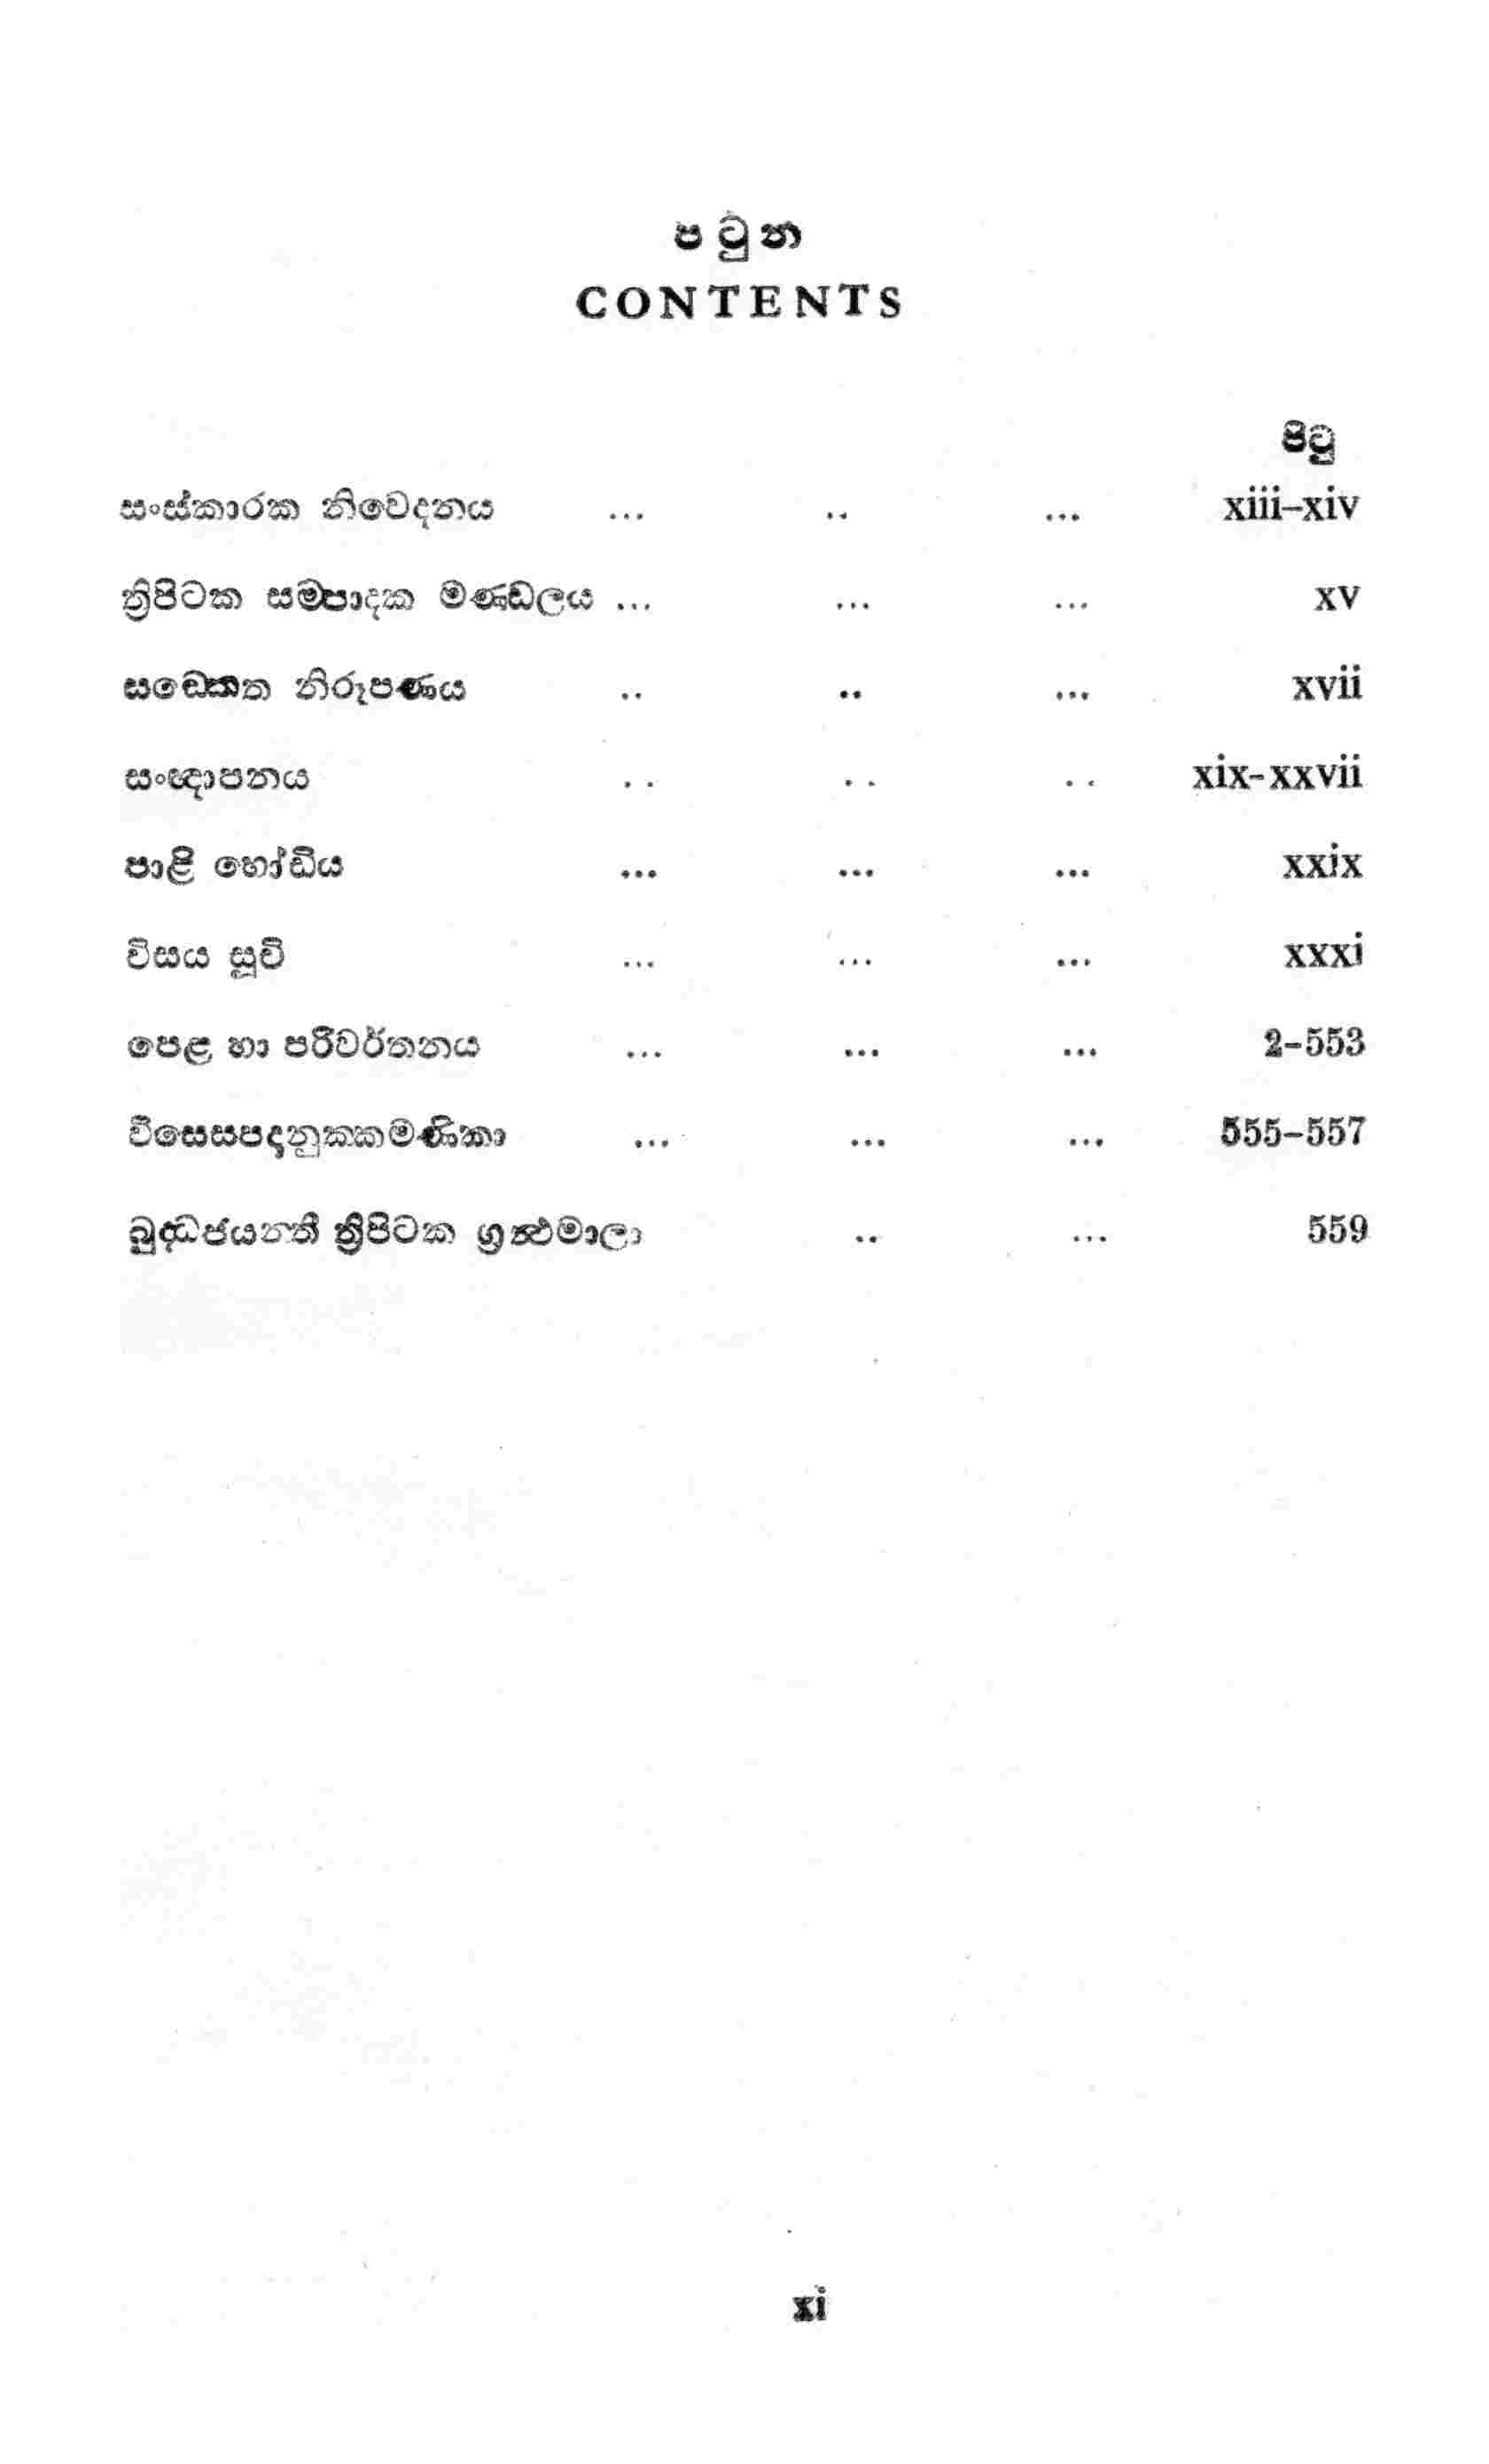 පටුන
CONTENTS
පිටු
සංස්කාරක නිවෙදනය ... .. ... xiii–xiv
ත්‍රිපිටක සම්පාදක මණ්ඩලය ... ... ... xv
සඞ්කෙත නිරූපණය .. .. ... xvii
සංඥාපනය .. .. .. xix-xxvii
පාළි හෝඩිය ... ... ... xxix
විසය සූචි ... ... ... xxxi
පෙළ හා පරිවර්තනය ... ... ... 2-553
විසෙසපදානුක්කමණිකා ... ... ... 555-557
බුද්ධජයන්ති ත්‍රිපිටක ග්‍රන්ථමාලා .. ... 559
xi